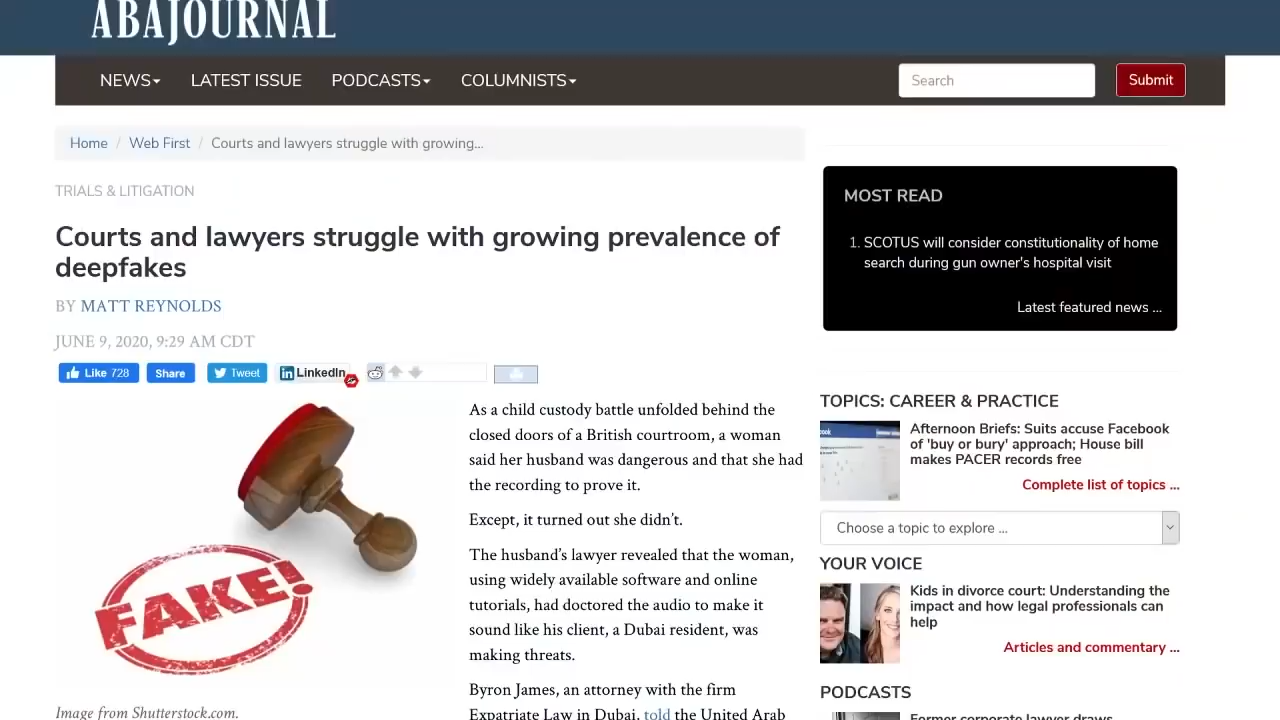 ABAJOURNAL
NEWS
LATEST ISSUE
PODCASTS
COLUMNISTS
Search
Submit
Home / Web First / Courts and lawyers struggle with growing...
TRIALS & LITIGATION
Courts and lawyers struggle with growing prevalence of
deepfakes
BY MATT REYNOLDS
JUNE 9, 2020, 9:29 AM CDT
Like 728
Share
Tweet
LinkedIn
FAKE!
Image from Shutterstock.com.
As a child custody battle unfolded behind the
closed doors of a British courtroom, a woman
said her husband was dangerous and that she had
the recording to prove it.
Except, it turned out she didn't.
The husband's lawyer revealed that the woman,
using widely available software and online
tutorials, had doctored the audio to make it
sound like his client, a Dubai resident, was
making threats.
Byron James, an attorney with the firm
Expatriate Law in Dubai, told the United Arab
MOST READ
1. SCOTUS will consider constitutionality of home
search during gun owner's hospital visit
Latest featured news ...
TOPICS: CAREER & PRACTICE
Afternoon Briefs: Suits accuse Facebook
of 'buy or bury' approach; House bill
makes PACER records free
Complete list of topics ...
Choose a topic to explore ...
YOUR VOICE
Kids in divorce court: Understanding the
impact and how legal professionals can
help
Articles and commentary ...
PODCASTS
Former corporate lawyer draws